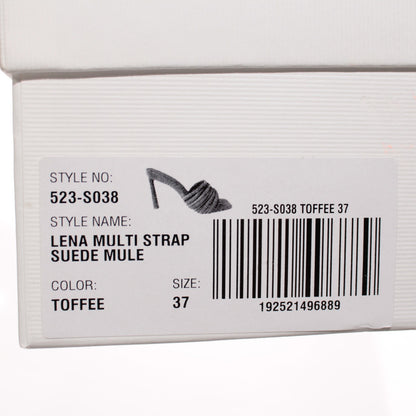 STYLE NO:
523-S038
STYLE NAME:
LENA MULTI STRAP
SUEDE MULE
COLOR: SIZE:
TOFFEE 37
523-S038 TOFFEE 37
192521496889